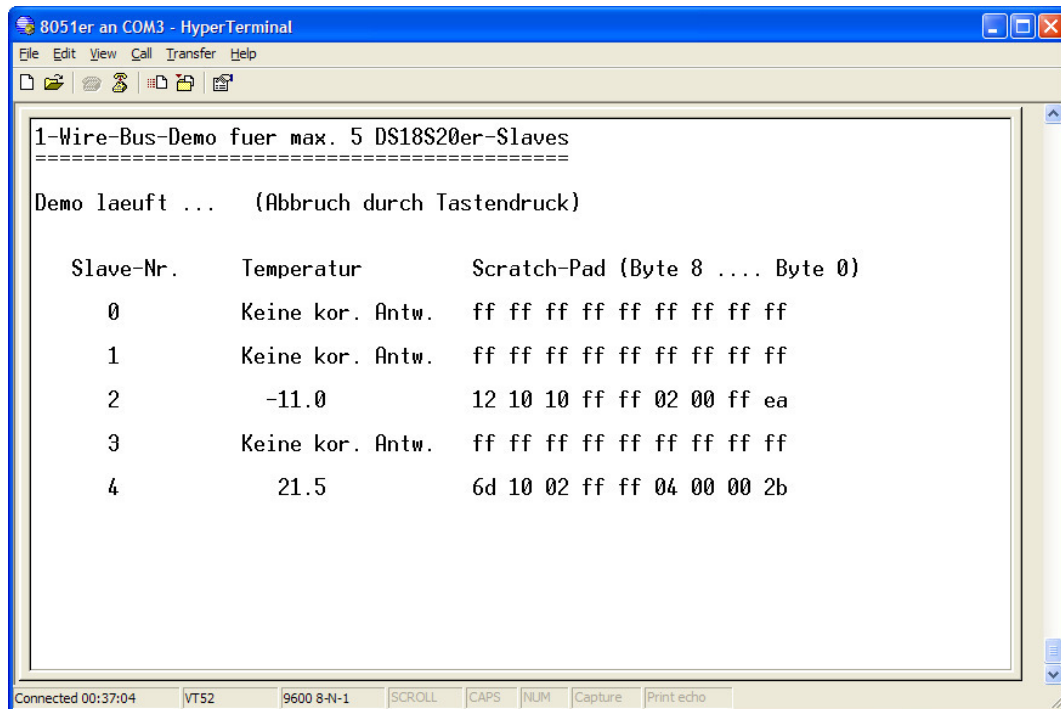 8051er an COM3 - HyperTerminal
File Edit View Call Transfer Help
1-Wire-Bus-Demo fuer max. 5 DS18S20er-Slaves
============================================
Demo laeuft ... (Abbruch durch Tastendruck)
Slave-Nr. Temperatur Scratch-Pad (Byte 8 .... Byte 0)
0 Keine kor. Antw. ff ff ff ff ff ff ff ff ff
1 Keine kor. Antw. ff ff ff ff ff ff ff ff ff
2 -11.0 12 10 10 ff ff 02 00 ff ea
3 Keine kor. Antw. ff ff ff ff ff ff ff ff ff
4 21.5 6d 10 02 ff ff 04 00 00 2b
Connected 00:37:04 VT52 9600 8-N-1 SCROLL CAPS NUM Capture Print echo